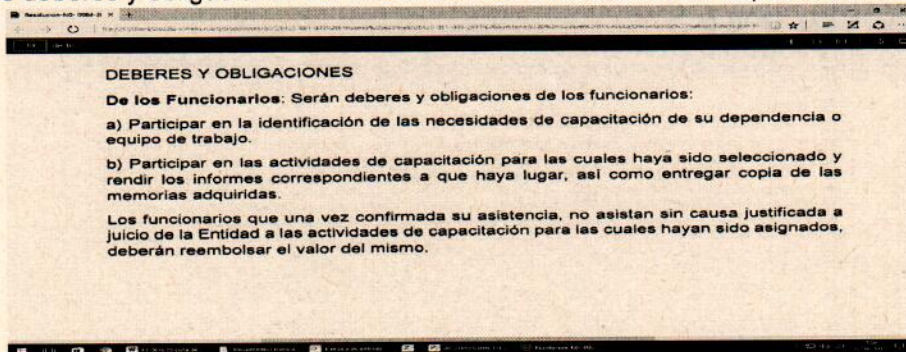 DEBERES Y OBLIGACIONES
De los Funcionarios: Serán deberes y obligaciones de los funcionarios:
a) Participar en la identificación de las necesidades de capacitación de su dependencia o
equipo de trabajo.
b) Participar en las actividades de capacitación para las cuales haya sido seleccionado y
rendir los informes correspondientes a que haya lugar, así como entregar copia de las
memorias adquiridas.
Los funcionarios que una vez confirmada su asistencia, no asistan sin causa justificada a
juicio de la Entidad a las actividades de capacitación para las cuales hayan sido asignados,
deberán reembolsar el valor del mismo.